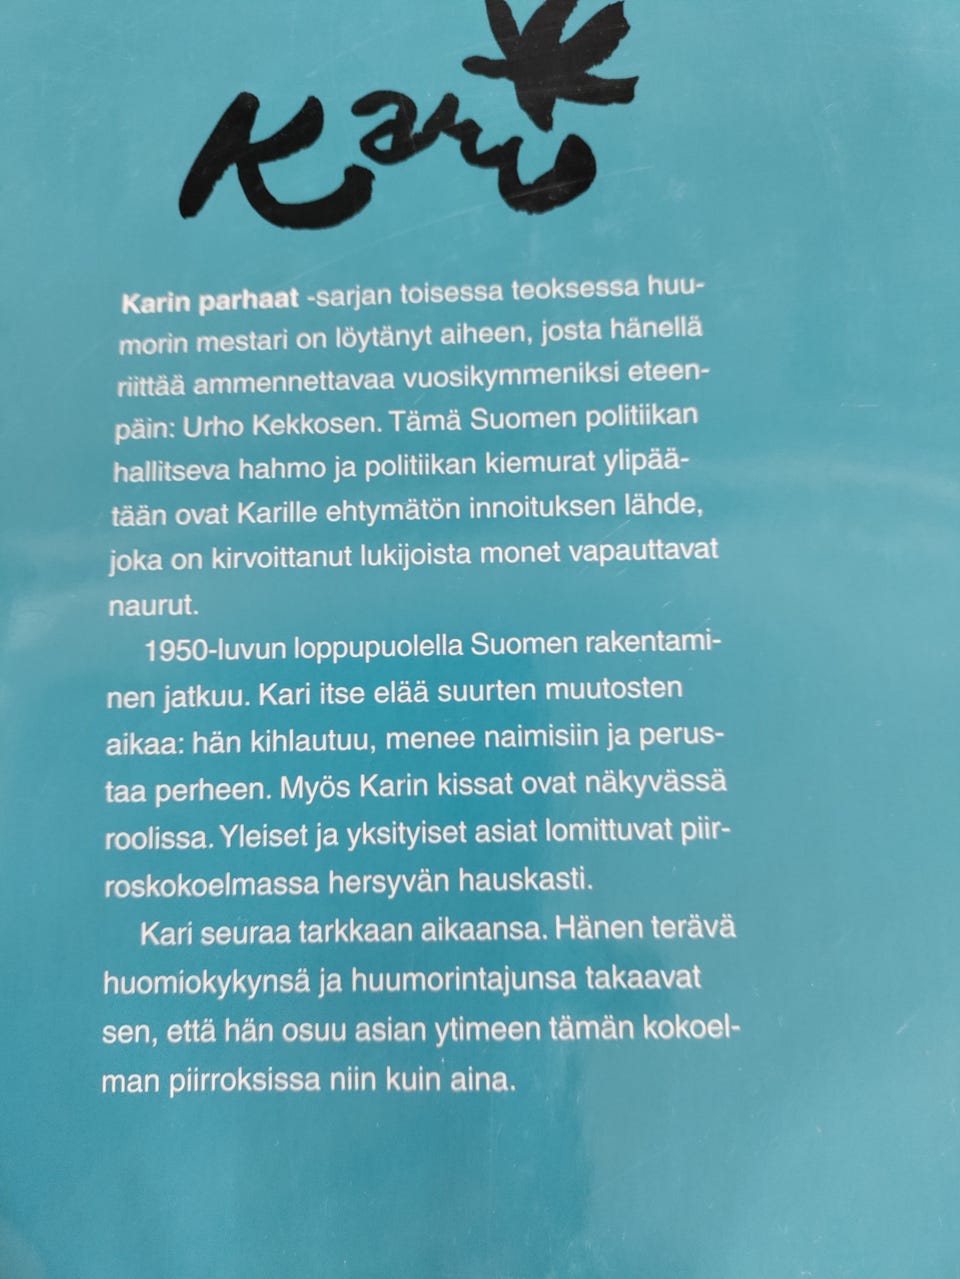 Kari
Karin parhaat -sarjan toisessa teoksessa huu-
morin mestari on löytänyt aiheen, josta hänellä
riittää ammennettavaa vuosikymmeniksi eteen-
päin: Urho Kekkosen. Tämä Suomen politiikan
hallitseva hahmo ja politiikan kiemurat ylipää-
tään ovat Karille ehtymätön innoituksen lähde,
joka on kirvoittanut lukijoista monet vapauttavat
naurut.
1950-luvun loppupuolella Suomen rakentami-
nen jatkuu. Kari itse elää suurten muutosten
aikaa: hän kihlautuu, menee naimisiin ja perus-
taa perheen. Myös Karin kissat ovat näkyvässä
roolissa. Yleiset ja yksityiset asiat lomittuvat piir-
roskokoelmassa hersyvän hauskasti.
Kari seuraa tarkkaan aikaansa. Hänen terävä
huomiokykynsä ja huumorintajunsa takaavat
sen, että hän osuu asian ytimeen tämän kokoel-
man piirroksissa niin kuin aina.